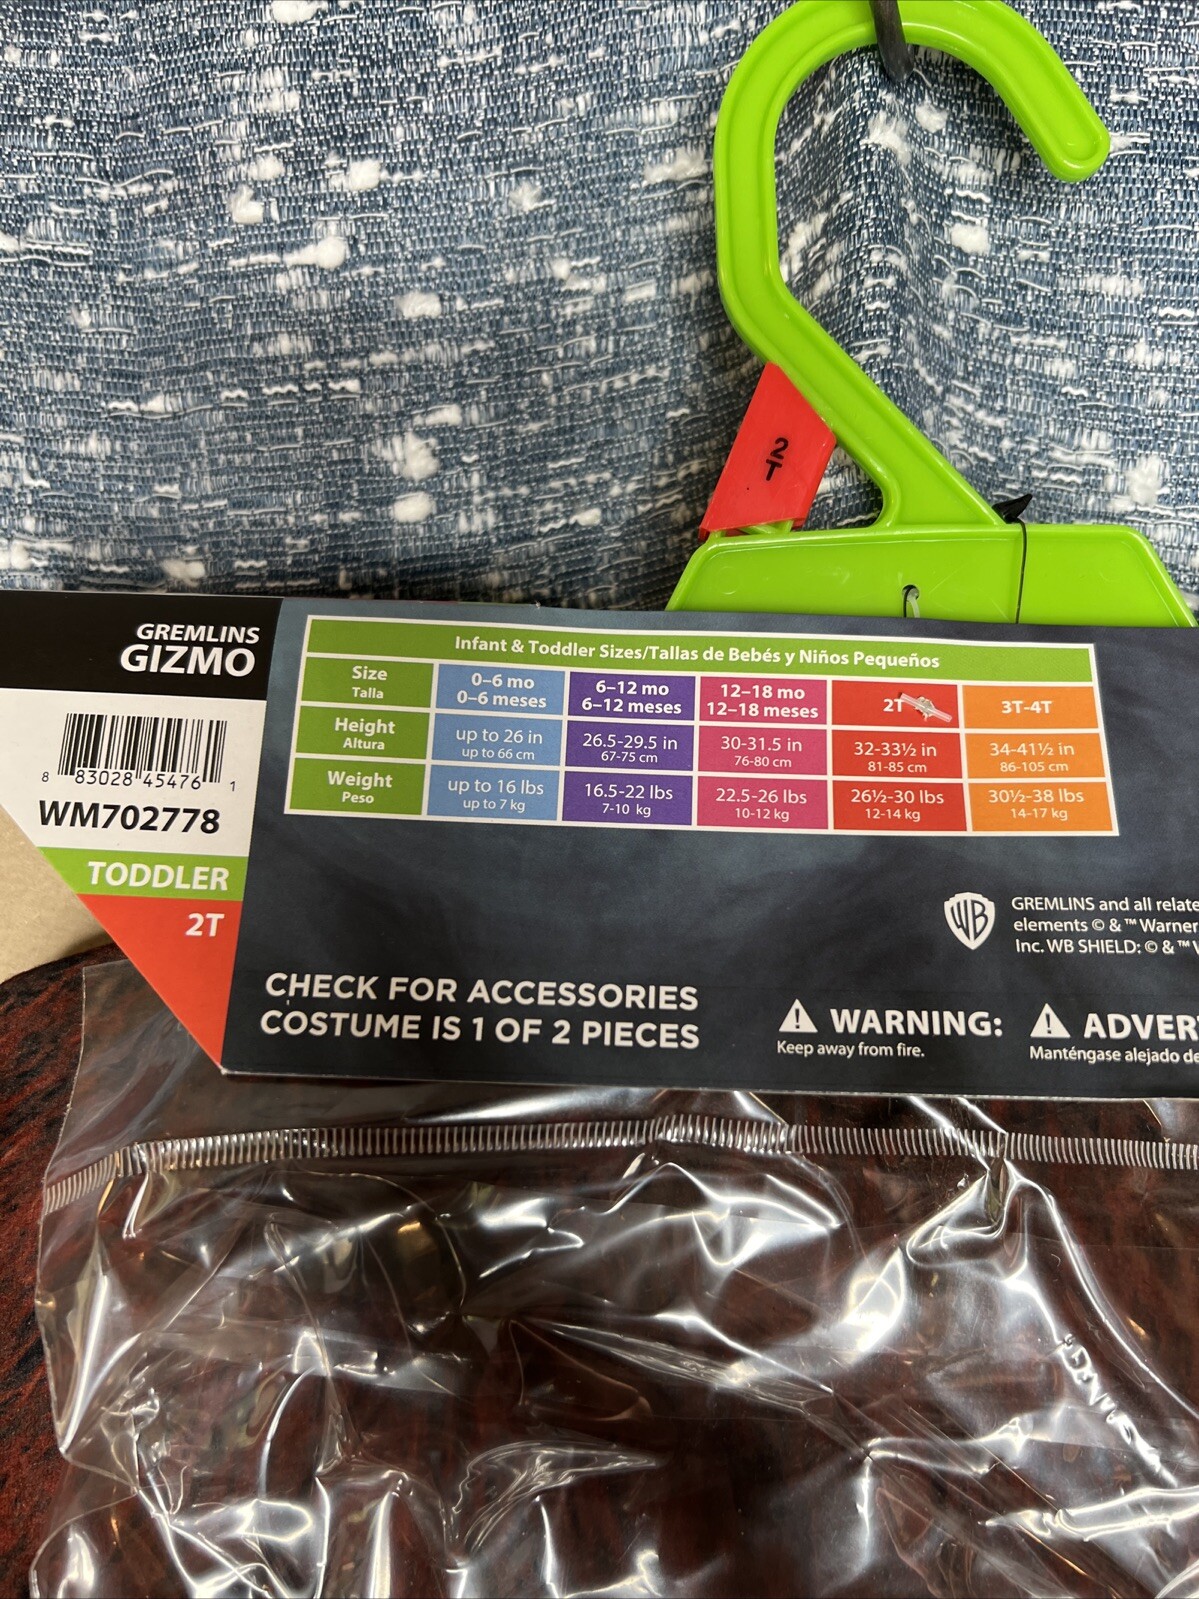 2
T
GREMLINS
GIZMO
8 83028 45476 1
WM702778
TODDLER
2T
Infant & Toddler Sizes/Tallas de Bebés y Niños Pequeños
Size
Talla
0–6 mo
0–6 meses
6–12 mo
6–12 meses
12–18 mo
12–18 meses
2T
3T-4T
Height
Altura
up to 26 in
up to 66 cm
26.5-29.5 in
67-75 cm
30-31.5 in
76-80 cm
32-33½ in
81-85 cm
34-41½ in
86-105 cm
Weight
Peso
up to 16 lbs
up to 7 kg
16.5-22 lbs
7-10 kg
22.5-26 lbs
10-12 kg
26½-30 lbs
12-14 kg
30½-38 lbs
14-17 kg
WB
GREMLINS and all relate
elements © & ™ Warner
Inc. WB SHIELD: © & ™
CHECK FOR ACCESSORIES
COSTUME IS 1 OF 2 PIECES
WARNING:
Keep away from fire.
ADVER
Manténgase alejado de